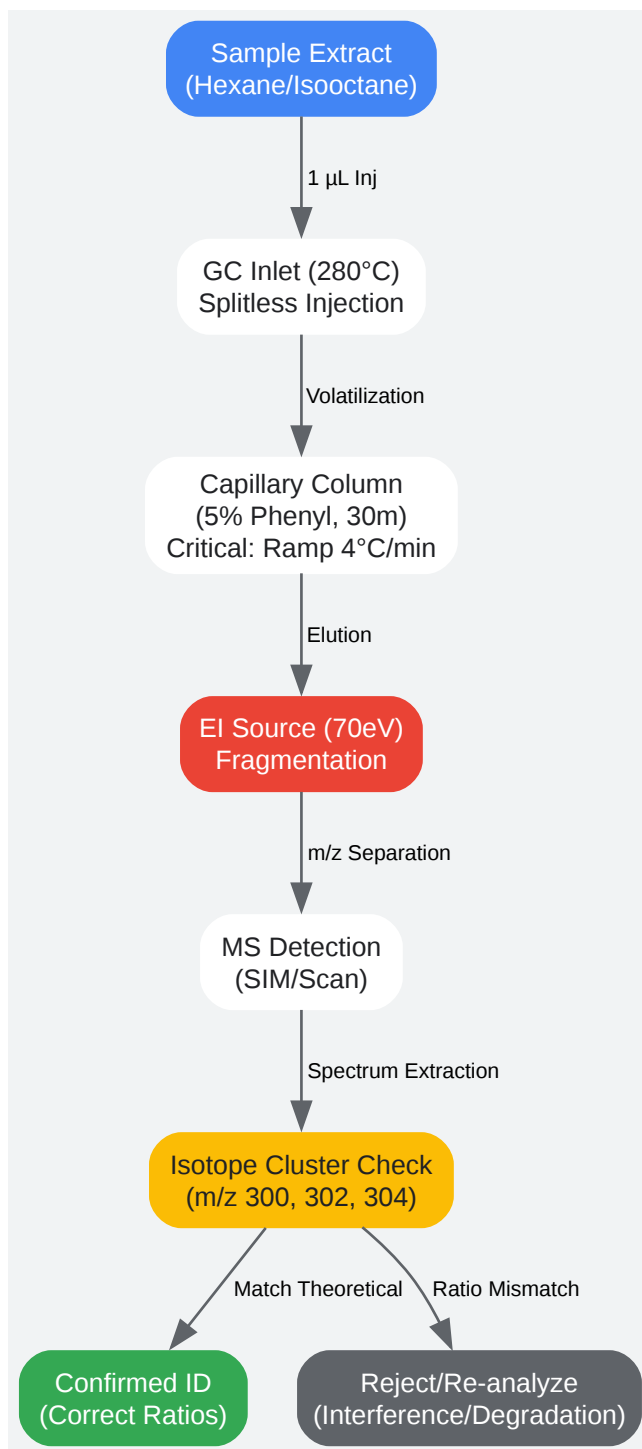 Sample Extract
(Hexane/Isooctane)
1 µL Inj
GC Inlet (280°C)
Splitless Injection
Volatilization
Capillary Column
(5% Phenyl, 30m)
Critical: Ramp 4°C/min
Elution
EI Source (70eV)
Fragmentation
m/z Separation
MS Detection
(SIM/Scan)
Spectrum Extraction
Isotope Cluster Check
(m/z 300, 302, 304)
Match Theoretical
Ratio Mismatch
Confirmed ID
(Correct Ratios)
Reject/Re-analyze
(Interference/Degradation)